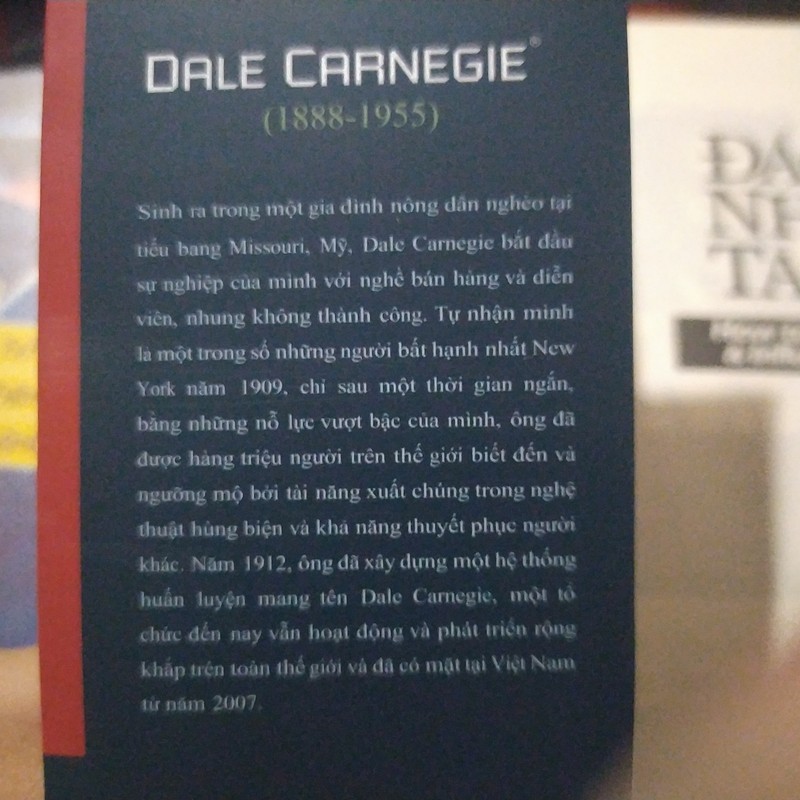 DALE CARNEGIE®
(1888-1955)
Sinh ra trong một gia đình nông dân nghèo tại
tiểu bang Missouri, Mỹ, Dale Carnegie bắt đầu
sự nghiệp của mình với nghề bán hàng và diễn
viên, nhưng không thành công. Tự nhận mình
là một trong số những người bất hạnh nhất New
York năm 1909, chỉ sau một thời gian ngắn,
bằng những nỗ lực vượt bậc của mình, ông đã
được hàng triệu người trên thế giới biết đến và
ngưỡng mộ bởi tài năng xuất chúng trong nghệ
thuật hùng biện và khả năng thuyết phục người
khác. Năm 1912, ông đã xây dựng một hệ thống
huấn luyện mang tên Dale Carnegie, một tổ
chức đến nay vẫn hoạt động và phát triển rộng
khắp trên toàn thế giới và đã có mặt tại Việt Nam
từ năm 2007.